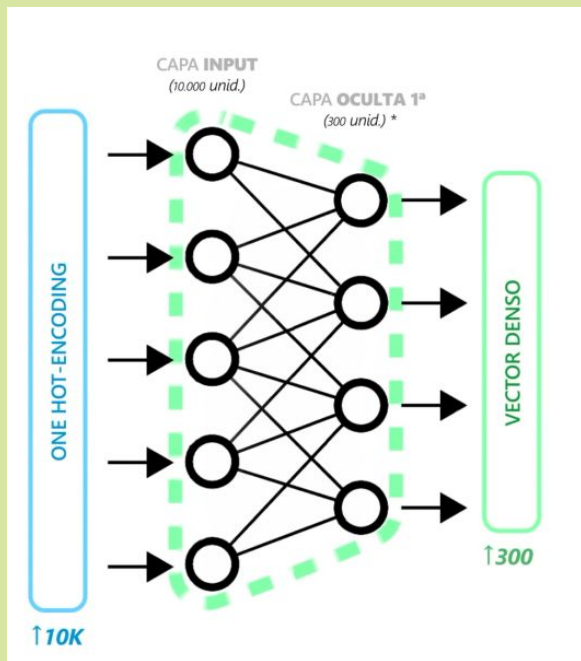 CAPA INPUT
(10.000 unid.)
CAPA OCULTA 1ª
(300 unid.) *
ONE HOT-ENCODING
VECTOR DENSO
↑300
↑10K